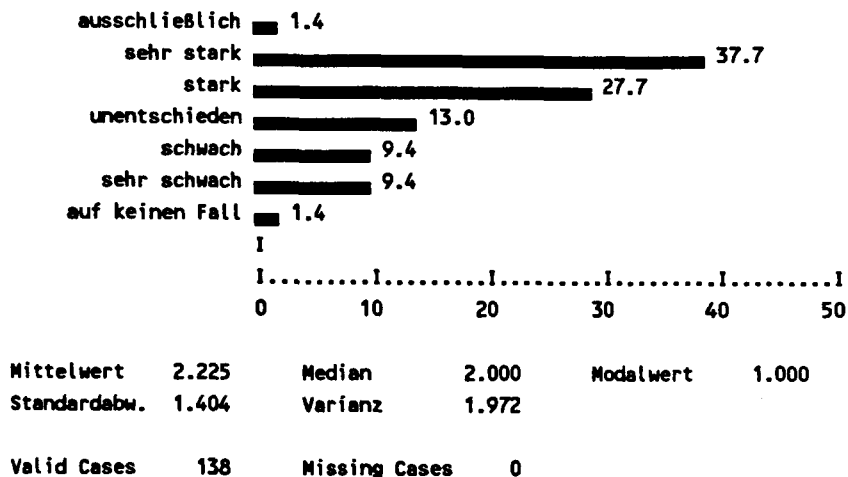 ausschließlich 1.4
sehr stark 37.7
stark 27.7
unentschieden 13.0
schwach 9.4
sehr schwach 9.4
auf keinen Fall 1.4
I
I.........I.........I.........I.........I.........I
0 10 20 30 40 50
Mittelwert 2.225 Median 2.000 Modalwert 1.000
Standardabw. 1.404 Varianz 1.972
Valid Cases 138 Missing Cases 0